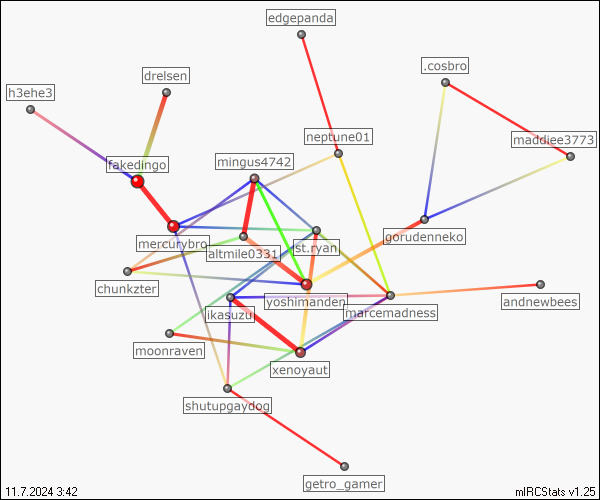 edgepanda
.cosbro
drelsen
h3ehe3
neptune01
maddiee3773
fakedingo
mingus4742
mercurybro
altmile0331
st.ryan
gorudenneko
chunkzter
yoshimander
andnewbees
ikasuzu
marcemadness
moonraven
xenoyaut
shutupgaydog
getro_gamer
11.7.2024 3:42
mIRCStats v1.25